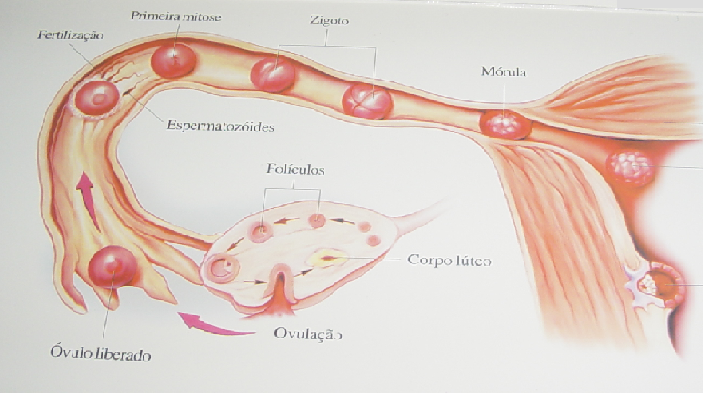 Primeira mitose
Zigoto
Fertilização
Mórula
Espermatozóides
Folículos
Corpo lúteo
Ovulação
Óvulo liberado